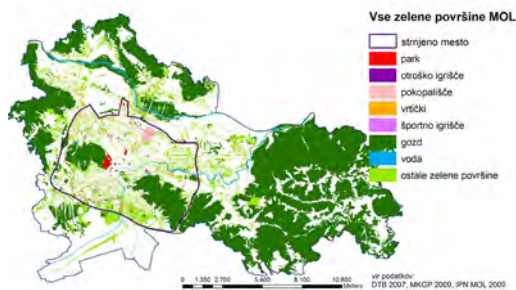 Vse zelene površine MOL
strnjeno mesto
park
otroško igrišče
pokopališče
vrtički
športno igrišče
gozd
voda
ostale zelene površine
0 1.350 2.700 5.400 8.100 10.800
Meters
vir podatkov:
DTB 2007, MKGP 2009, IPN MOL 2009